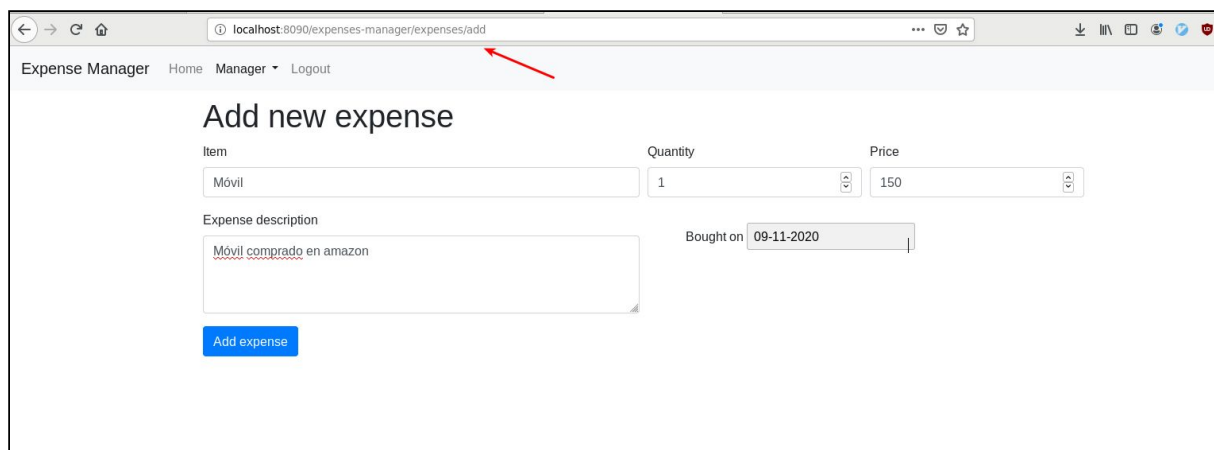 localhost:8090/expenses-manager/expenses/add
Expense Manager Home Manager Logout
Add new expense
Item Quantity Price
Móvil 1 150
Expense description
Bought on 09-11-2020
Móvil comprado en amazon
Add expense